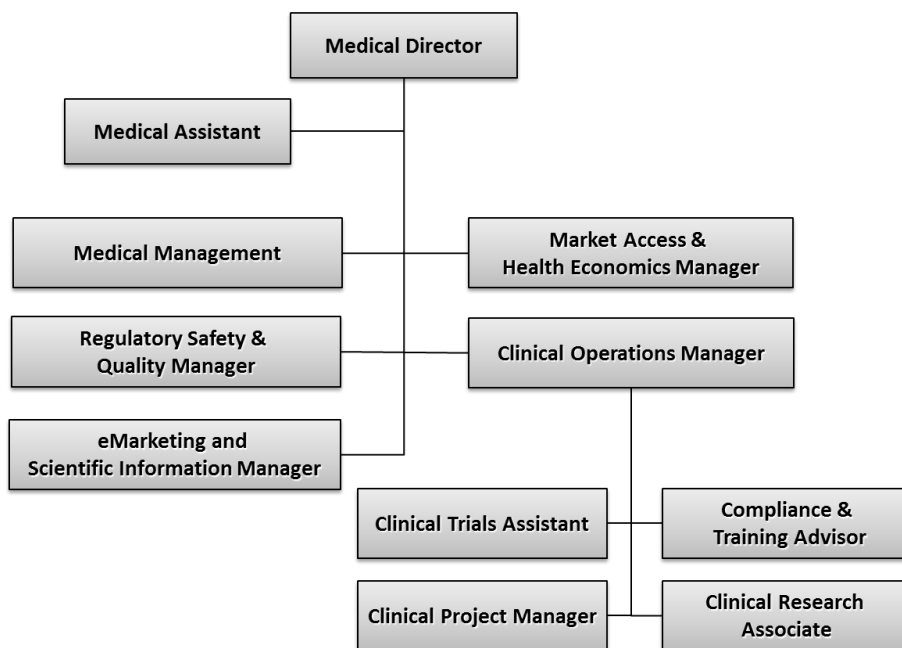 Medical Director
Medical Assistant
Medical Management
Market Access &
Health Economics Manager
Regulatory Safety &
Quality Manager
Clinical Operations Manager
eMarketing and
Scientific Information Manager
Clinical Trials Assistant
Compliance &
Training Advisor
Clinical Project Manager
Clinical Research
Associate